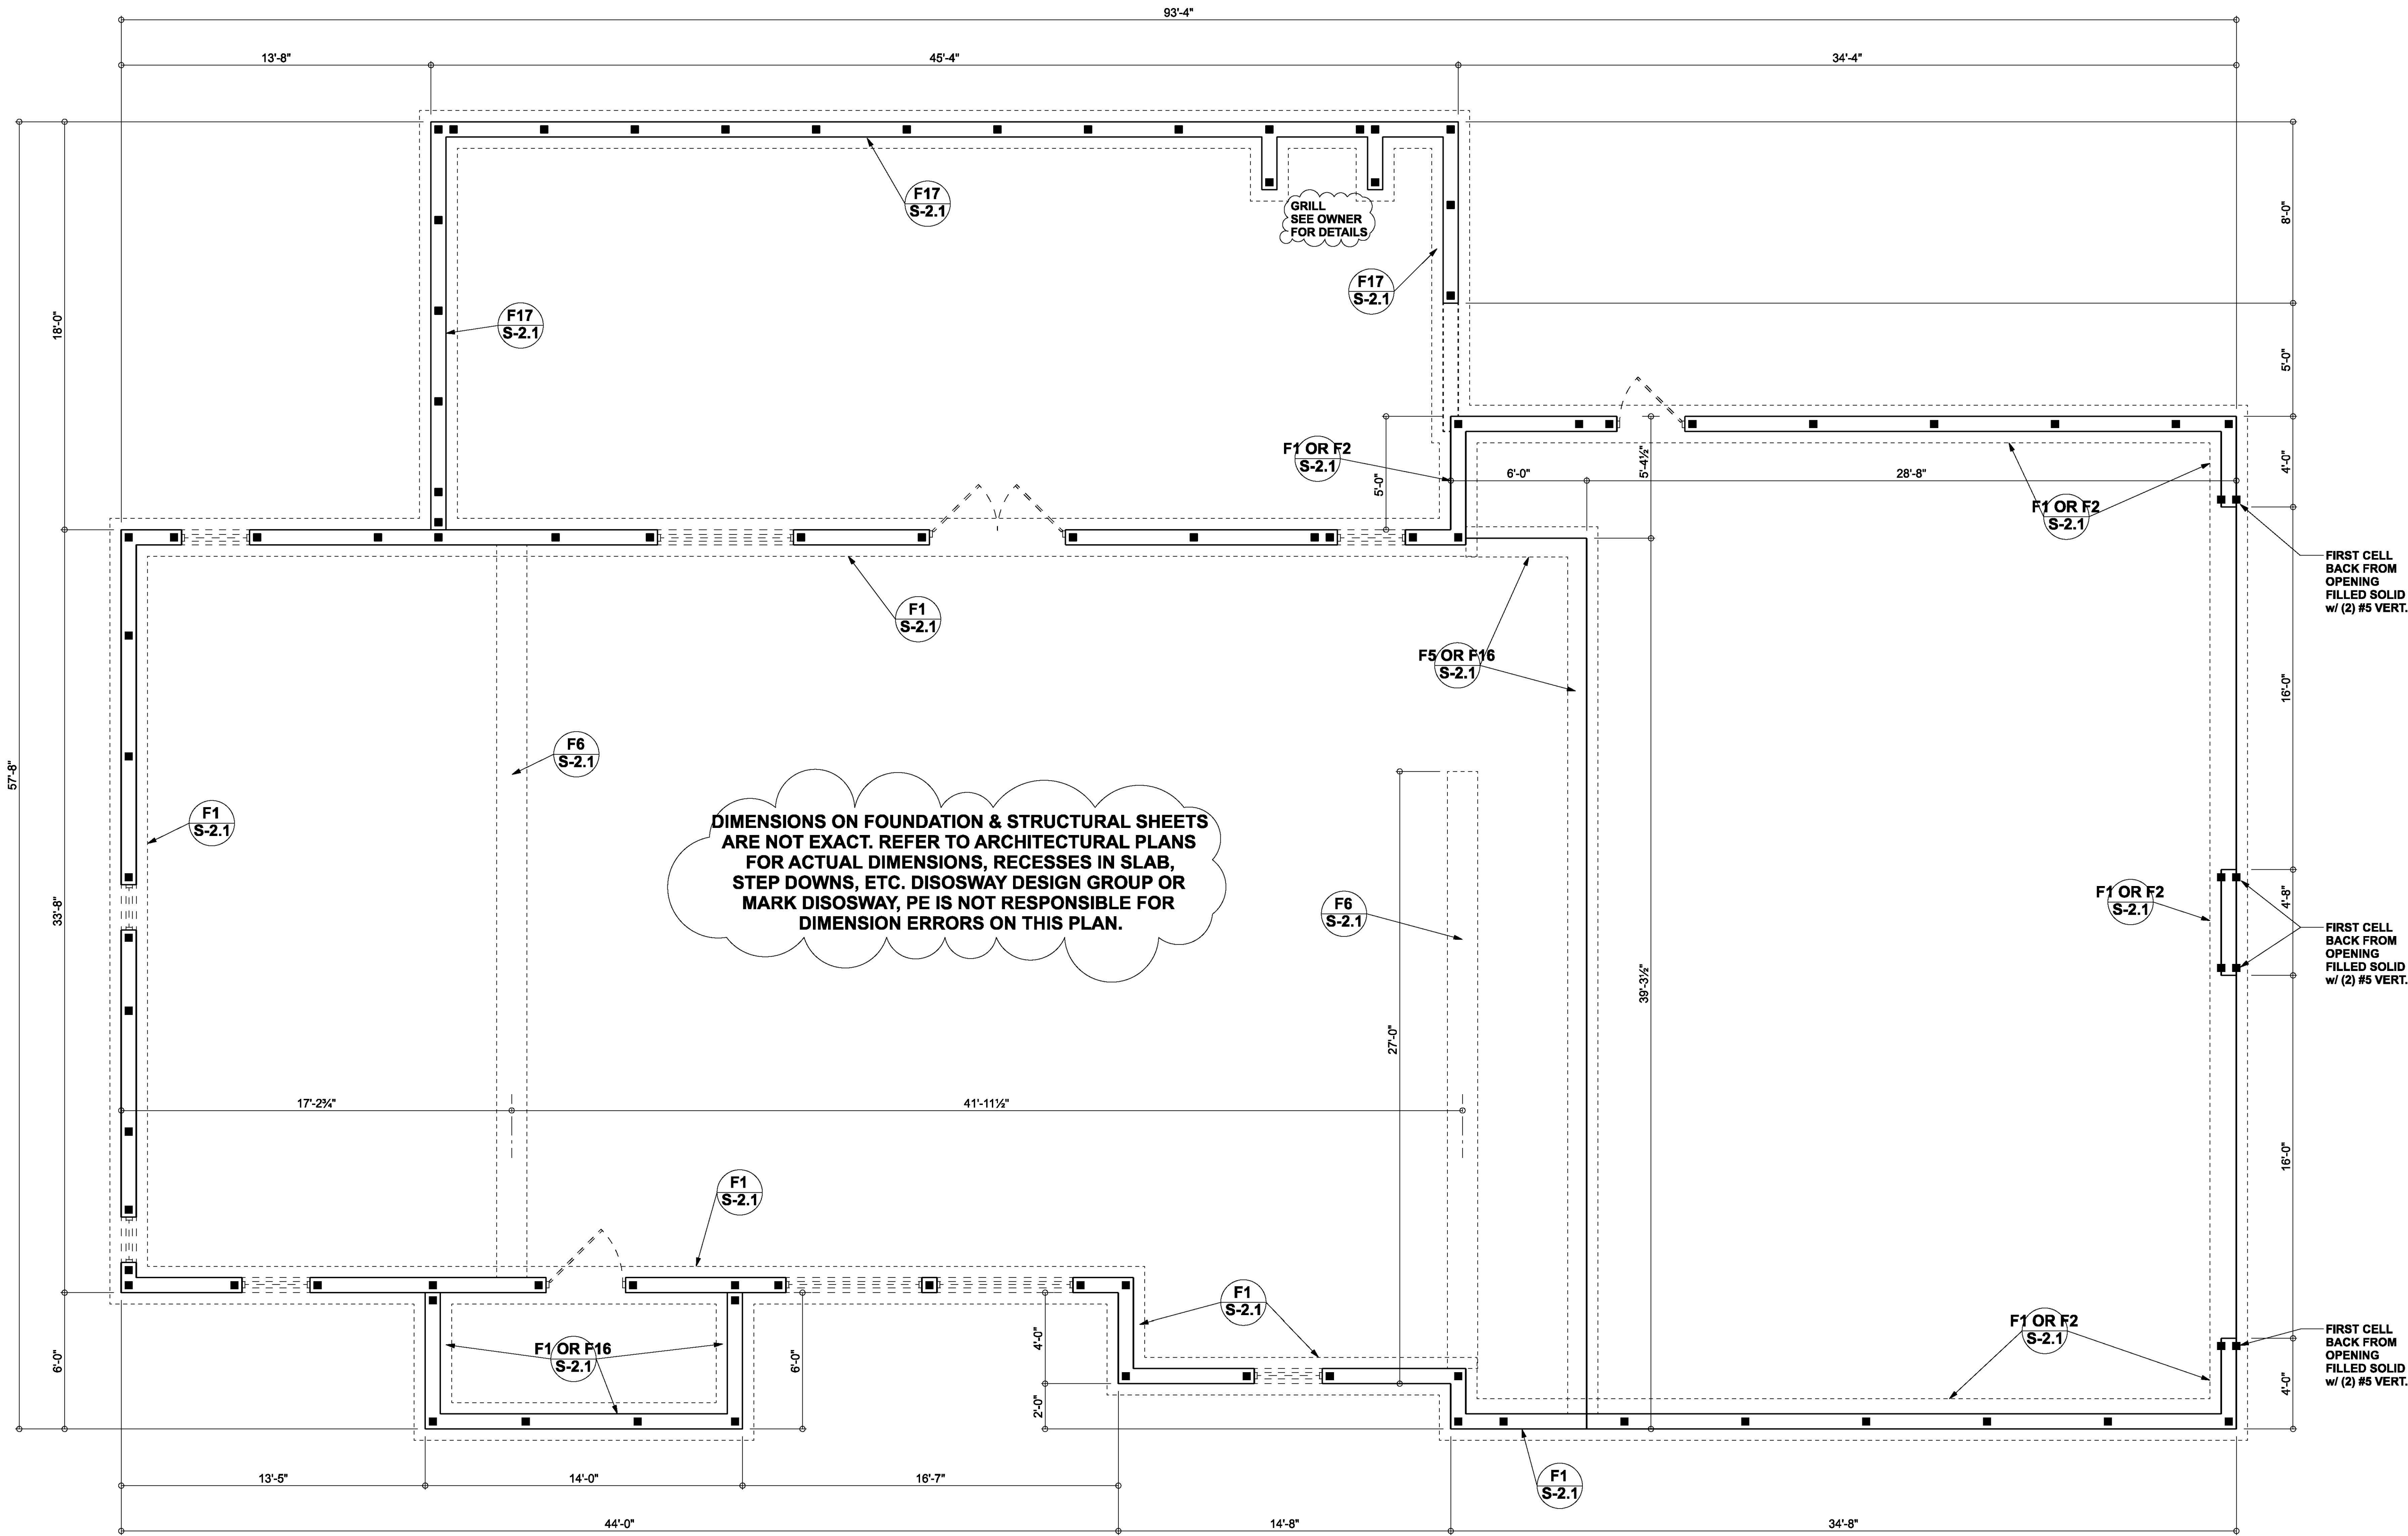 93'-4"
13'-8"
45'-4"
34'-4"
57'-8"
18'-0"
33'-8"
6'-0"
F17
S-2.1
GRILL
SEE OWNER
FOR DETAILS
F17
S-2.1
F17
S-2.1
8'-0"
5'-0"
4'-0"
16'-0"
4'-8"
16'-0"
4'-0"
F1 OR F2
S-2.1
5'-0"
6'-0"
5'-4½"
28'-8"
F1 OR F2
S-2.1
FIRST CELL
BACK FROM
OPENING
FILLED SOLID
w/ (2) #5 VERT.
F1
S-2.1
F5 OR F16
S-2.1
F6
S-2.1
F1
S-2.1
DIMENSIONS ON FOUNDATION & STRUCTURAL SHEETS
ARE NOT EXACT. REFER TO ARCHITECTURAL PLANS
FOR ACTUAL DIMENSIONS, RECESSES IN SLAB,
STEP DOWNS, ETC. DISOSWAY DESIGN GROUP OR
MARK DISOSWAY, PE IS NOT RESPONSIBLE FOR
DIMENSION ERRORS ON THIS PLAN.
F6
S-2.1
F1 OR F2
S-2.1
FIRST CELL
BACK FROM
OPENING
FILLED SOLID
w/ (2) #5 VERT.
39'-3½"
27'-0"
17'-2¾"
41'-11½"
F1
S-2.1
F1
S-2.1
F1 OR F16
S-2.1
6'-0"
4'-0"
2'-0"
F1 OR F2
S-2.1
FIRST CELL
BACK FROM
OPENING
FILLED SOLID
w/ (2) #5 VERT.
F1
S-2.1
13'-5"
14'-0"
16'-7"
44'-0"
14'-8"
34'-8"